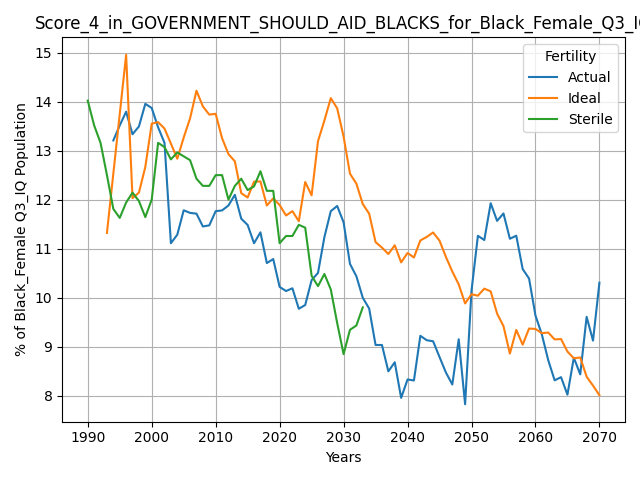 Score_4_in_GOVERNMENT_SHOULD_AID_BLACKS_for_Black_Female_Q3_IQ
Fertility
Actual
Ideal
Sterile
% of Black_Female Q3_IQ Population
15
14
13
12
11
10
9
8
1990 2000 2010 2020 2030 2040 2050 2060 2070
Years